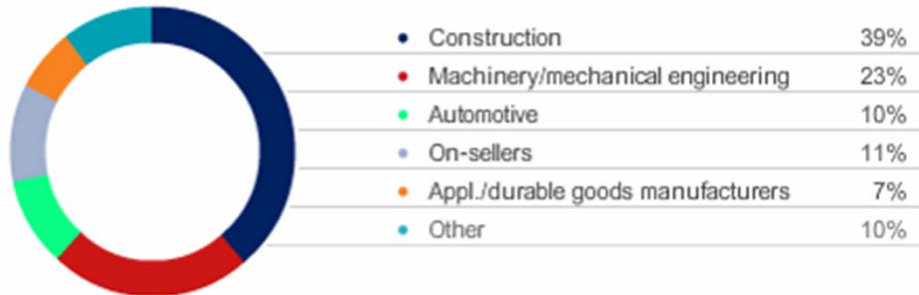 Construction 39%
Machinery/mechanical engineering 23%
Automotive 10%
On-sellers 11%
Appl./durable goods manufacturers 7%
Other 10%